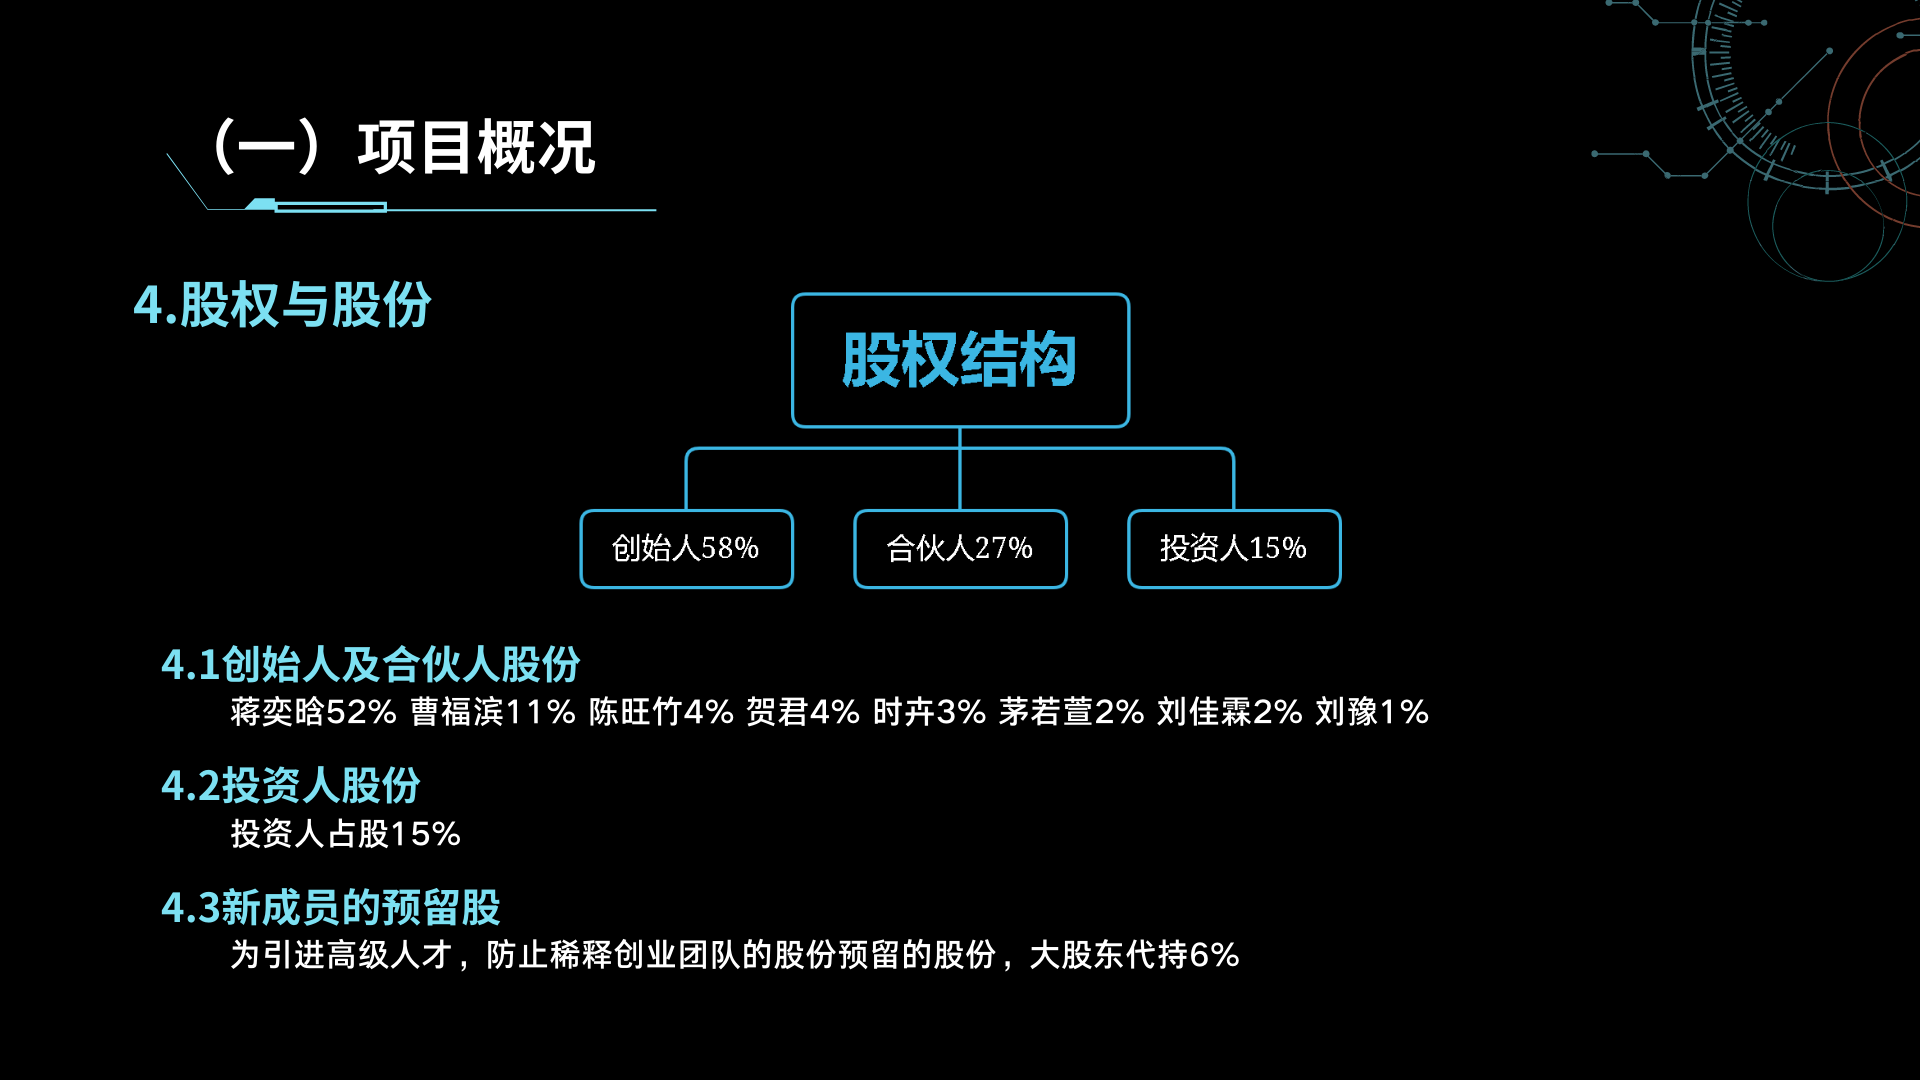 （一）项目概况
4.股权与股份
股权结构
创始人58%
合伙人27%
投资人15%
4.1创始人及合伙人股份
蒋奕晗52% 曹福滨11% 陈旺竹4% 贺君4% 时卉3% 茅若萱2% 刘佳霖2% 刘豫1%
4.2投资人股份
投资人占股15%
4.3新成员的预留股
为引进高级人才，防止稀释创业团队的股份预留的股份，大股东代持6%